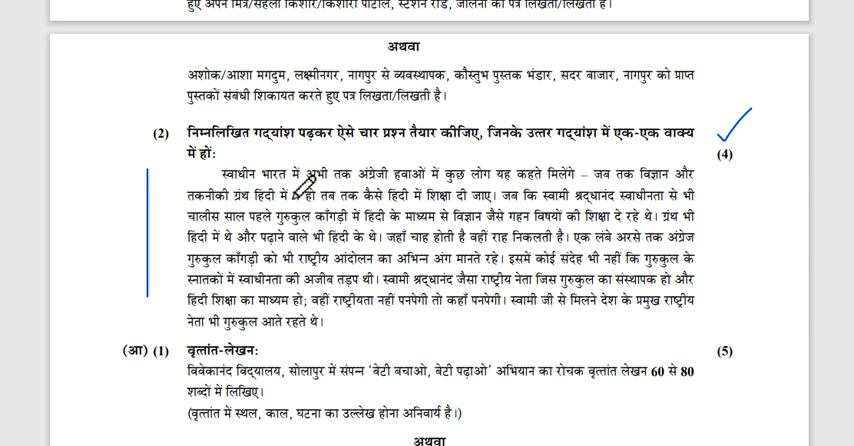 हुए अपने मित्र/सहेली किशोर/किशोरी पाटील, स्टेशन रोड, जालना को पत्र लिखता/लिखती है।
अथवा
अशोक/आशा मगदुम, लक्ष्मीनगर, नागपुर से व्यवस्थापक, कौस्तुभ पुस्तक भंडार, सदर बाजार, नागपुर को प्राप्त
पुस्तकों संबंधी शिकायत करते हुए पत्र लिखता/लिखती है।
(2) निम्नलिखित गद्यांश पढ़कर ऐसे चार प्रश्न तैयार कीजिए, जिनके उत्तर गद्यांश में एक-एक वाक्य
में हों: (4)
स्वाधीन भारत में अभी तक अंग्रेजी हवाओं में कुछ लोग यह कहते मिलेंगे – जब तक विज्ञान और
तकनीकी ग्रंथ हिंदी में हो तब तक कैसे हिंदी में शिक्षा दी जाए। जब कि स्वामी श्रद्धानंद स्वाधीनता से भी
चालीस साल पहले गुरुकुल काँगड़ी में हिंदी के माध्यम से विज्ञान जैसे गहन विषयों की शिक्षा दे रहे थे। ग्रंथ भी
हिंदी में थे और पढ़ाने वाले भी हिंदी के थे। जहाँ चाह होती है वहीं राह निकलती है। एक लंबे अरसे तक अंग्रेज
गुरुकुल काँगड़ी को भी राष्ट्रीय आंदोलन का अभिन्न अंग मानते रहे। इसमें कोई संदेह भी नहीं कि गुरुकुल के
स्नातकों में स्वाधीनता की अजीब तड़प थी। स्वामी श्रद्धानंद जैसा राष्ट्रीय नेता जिस गुरुकुल का संस्थापक हो और
हिंदी शिक्षा का माध्यम हो; वहीं राष्ट्रीयता नहीं पनपेगी तो कहाँ पनपेगी। स्वामी जी से मिलने देश के प्रमुख राष्ट्रीय
नेता भी गुरुकुल आते रहते थे।
(आ) (1) वृत्तांत-लेखन: (5)
विवेकानंद विद्यालय, सोलापुर में संपन्न ‘बेटी बचाओ, बेटी पढ़ाओ’ अभियान का रोचक वृत्तांत लेखन 60 से 80
शब्दों में लिखिए।
(वृत्तांत में स्थल, काल, घटना का उल्लेख होना अनिवार्य है।)
अथवा